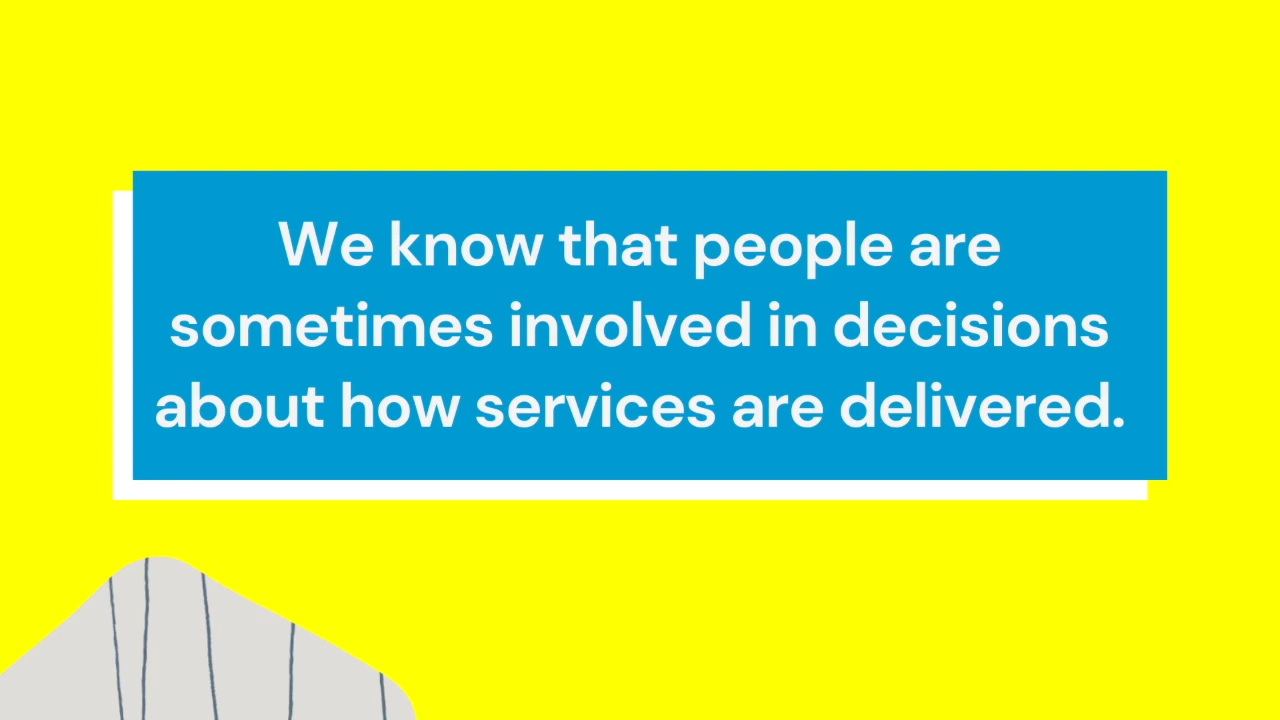 We know that people are
sometimes involved in decisions
about how services are delivered.